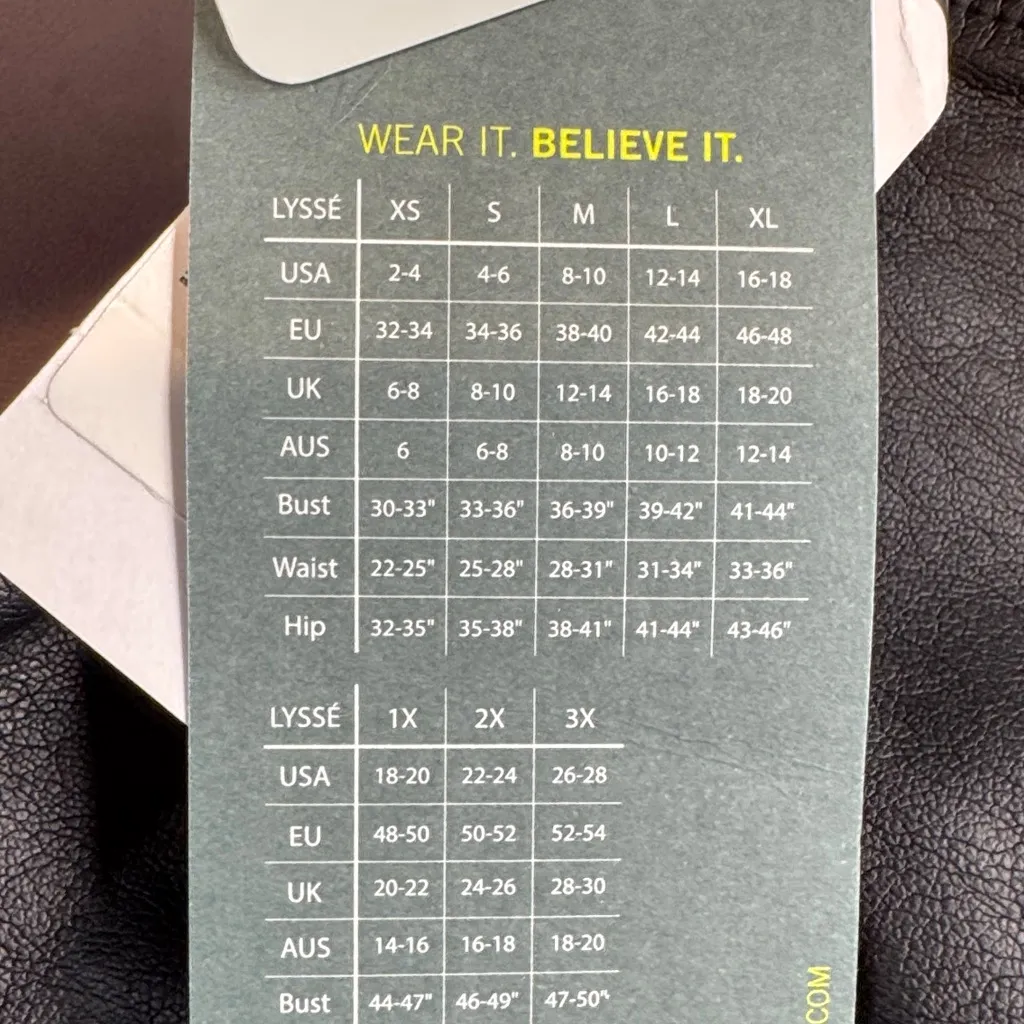 WEAR IT. BELIEVE IT.
LYSSÉ XS S M L XL
USA 2-4 4-6 8-10 12-14 16-18
EU 32-34 34-36 38-40 42-44 46-48
UK 6-8 8-10 12-14 16-18 18-20
AUS 6 6-8 8-10 10-12 12-14
Bust 30-33" 33-36" 36-39" 39-42" 41-44"
Waist 22-25" 25-28" 28-31" 31-34" 33-36"
Hip 32-35" 35-38" 38-41" 41-44" 43-46"
LYSSÉ 1X 2X 3X
USA 18-20 22-24 26-28
EU 48-50 50-52 52-54
UK 20-22 24-26 28-30
AUS 14-16 16-18 18-20
Bust 44-47" 46-49" 47-50"
.COM